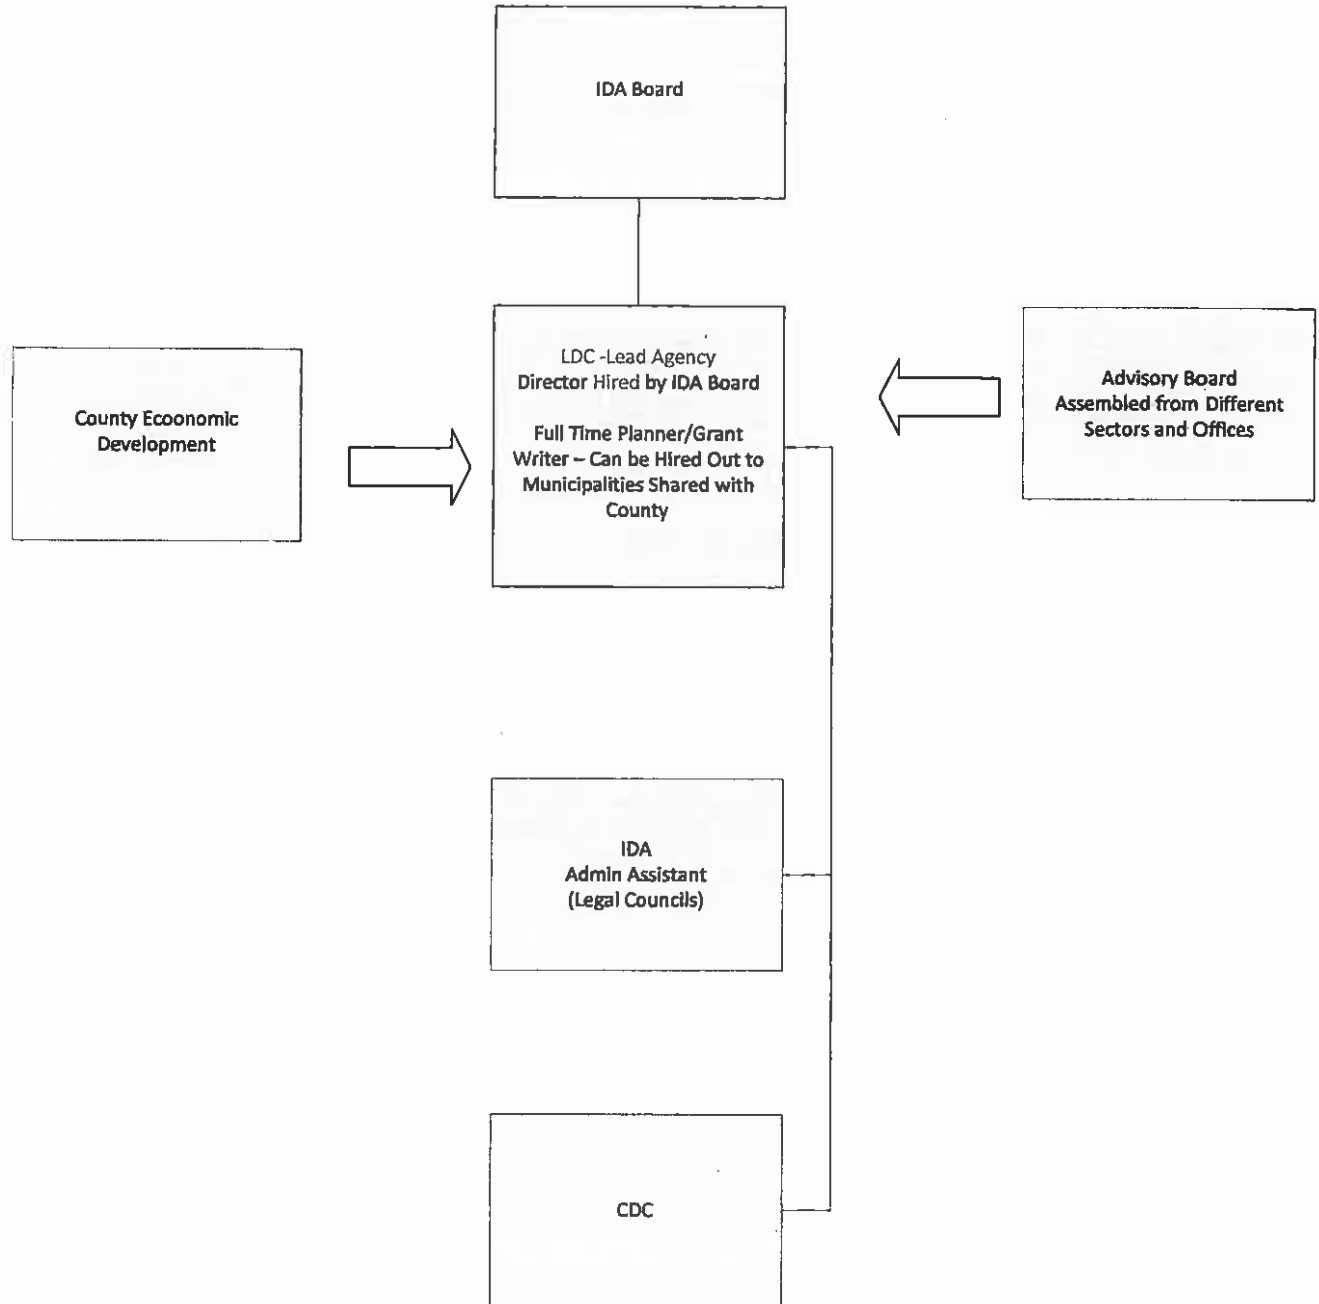 IDA Board
LDC -Lead Agency
Director Hired by IDA Board
Full Time Planner/Grant
Writer – Can be Hired Out to
Municipalities Shared with
County
County Ecoonomic
Development
Advisory Board
Assembled from Different
Sectors and Offices
IDA
Admin Assistant
(Legal Councils)
CDC